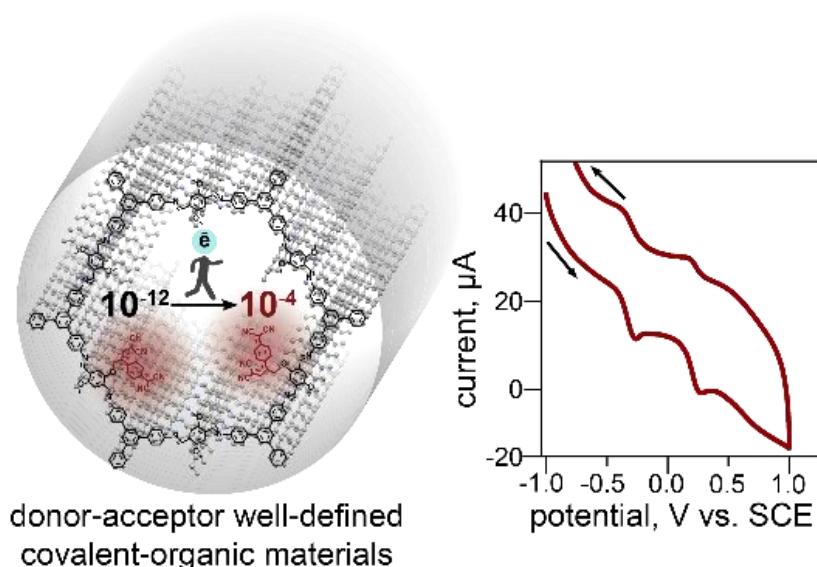 ē
10⁻¹² 10⁻⁴
donor-acceptor well-defined
covalent-organic materials
current, μA
40
20
0
-20
-1.0 -0.5 0.0 0.5 1.0
potential, V vs. SCE